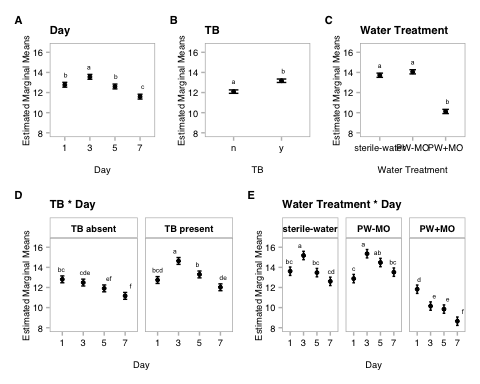 A Day
Estimated Marginal Means
16
14
12
10
8
b a b c
1 3 5 7
Day
B TB
Estimated Marginal Means
16
14
12
10
8
a b
n y
TB
C Water Treatment
Estimated Marginal Means
16
14
12
10
8
a a b
sterile-water PW-MO PW+MO
Water Treatment
D TB * Day
TB absent TB present
Estimated Marginal Means
16
14
12
10
8
bc cde ef f
bcd a b de
1 3 5 7 1 3 5 7
Day
E Water Treatment * Day
sterile-water PW-MO PW+MO
Estimated Marginal Means
16
14
12
10
8
bc a bc cd
c a ab bc
d e e f
1 3 5 7 1 3 5 7 1 3 5 7
Day